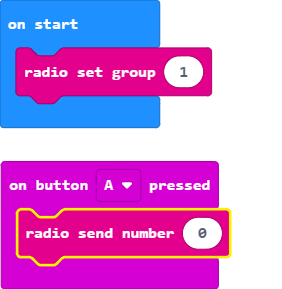 on start
radio set group 1
on button A pressed
radio send number 0